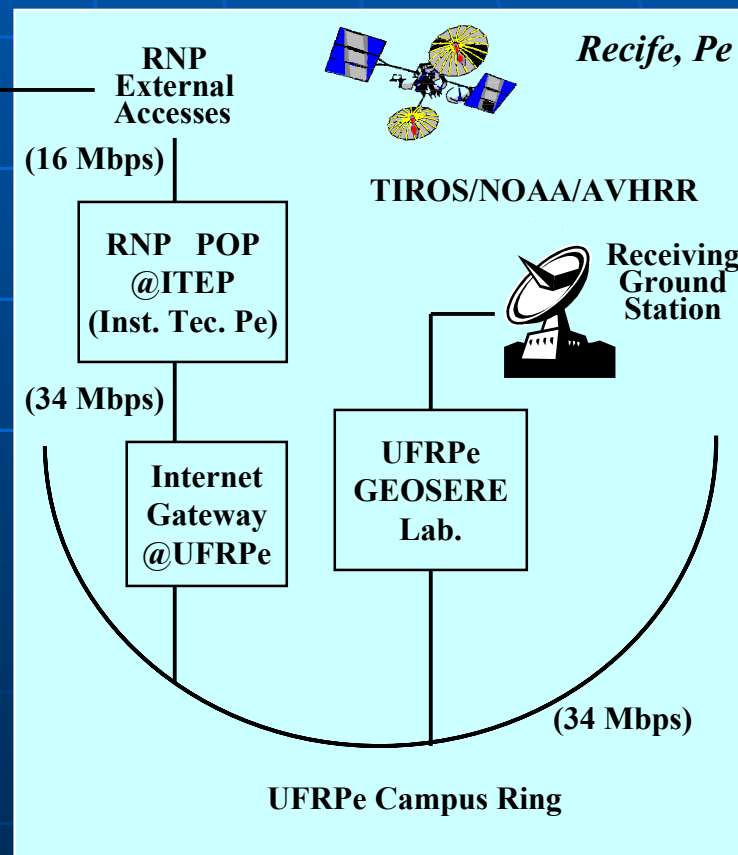 RNP
External
Accesses
Recife, Pe
(16 Mbps)
TIROS/NOAA/AVHRR
RNP POP
@ITEP
(Inst. Tec. Pe)
Receiving
Ground
Station
(34 Mbps)
Internet
Gateway
@UFRPe
UFRPe
GEOSERE
Lab.
(34 Mbps)
UFRPe Campus Ring